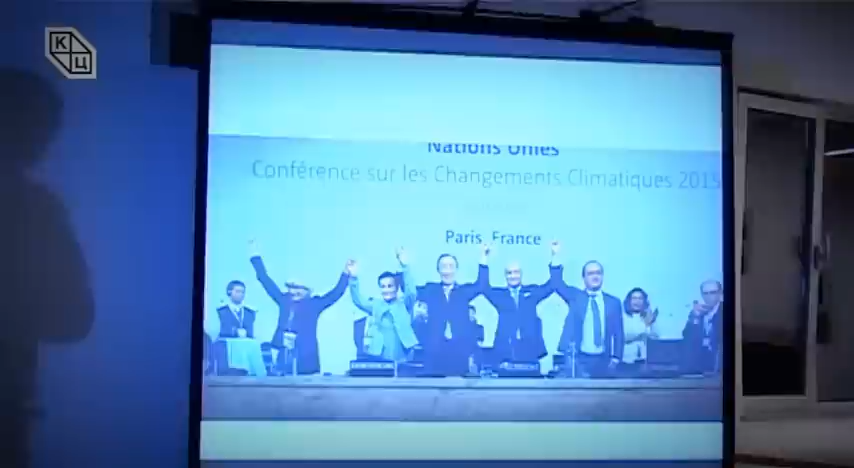 К
Ц
Nations Unies
Conférence sur les Changements Climatiques 2015
Paris, France